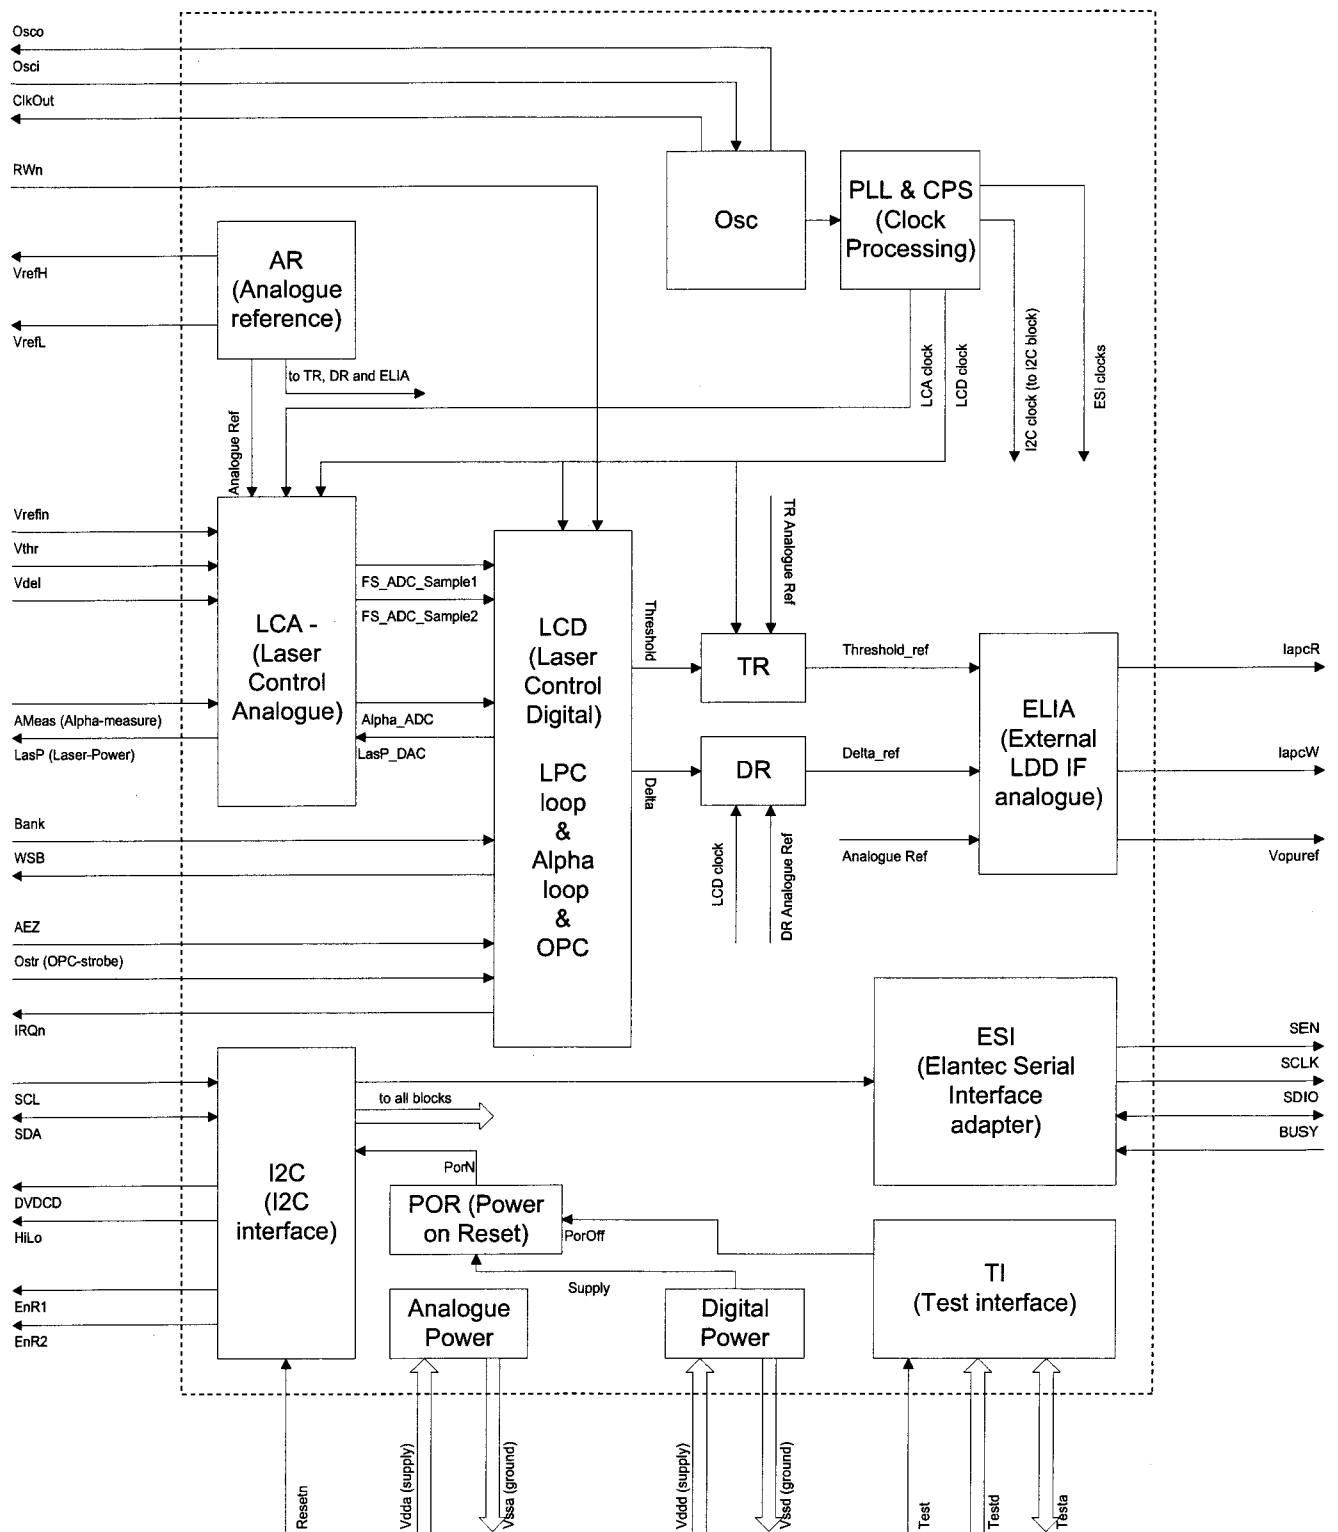 Osco
Osci
ClkOut
RWn
Osc
PLL & CPS
(Clock
Processing)
AR
(Analogue
reference)
VrefH
VrefL
to TR, DR and ELIA
Analogue Ref
LCA clock
LCD clock
I2C clock (to I2C block)
ESI clocks
Vrefin
Vthr
Vdel
LCA -
(Laser
Control
Analogue)
FS_ADC_Sample1
FS_ADC_Sample2
Alpha_ADC
LasP_DAC
AMeas (Alpha-measure)
LasP (Laser-Power)
LCD
(Laser
Control
Digital)
LPC
loop
&
Alpha
loop
&
OPC
Threshold
Delta
TR Analogue Ref
TR
DR
LCD clock
DR Analogue Ref
Threshold_ref
Delta_ref
Analogue Ref
ELIA
(External
LDD IF
analogue)
IapcR
IapcW
Vopuref
Bank
WSB
AEZ
Ostr (OPC-strobe)
IRQn
ESI
(Elantec Serial
Interface
adapter)
SEN
SCLK
SDIO
BUSY
SCL
SDA
to all blocks
I2C
(I2C
interface)
DVDCD
HiLo
EnR1
EnR2
PorN
POR (Power
on Reset)
PorOff
Supply
Analogue
Power
Digital
Power
TI
(Test interface)
Resetn
Vdda (supply)
Vssa (ground)
Vddd (supply)
Vssd (ground)
Test
Testd
Testa